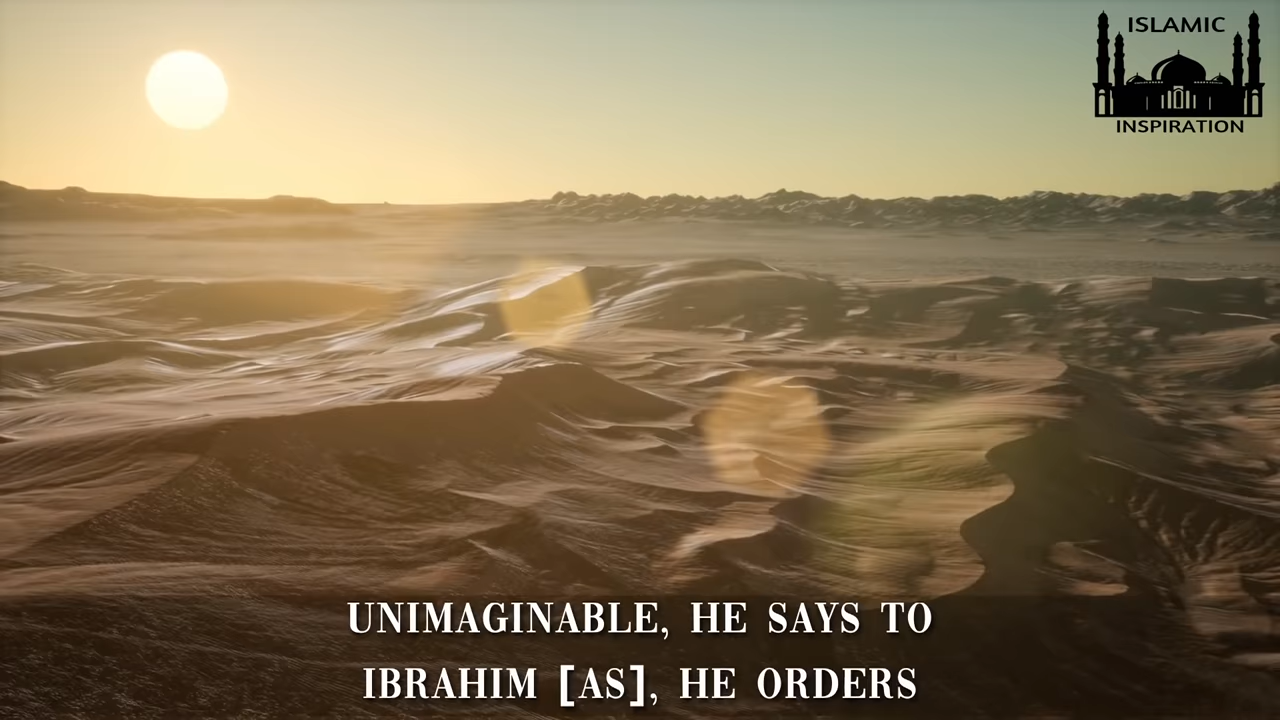 ISLAMIC
INSPIRATION
UNIMAGINABLE, HE SAYS TO
IBRAHIM [AS], HE ORDERS